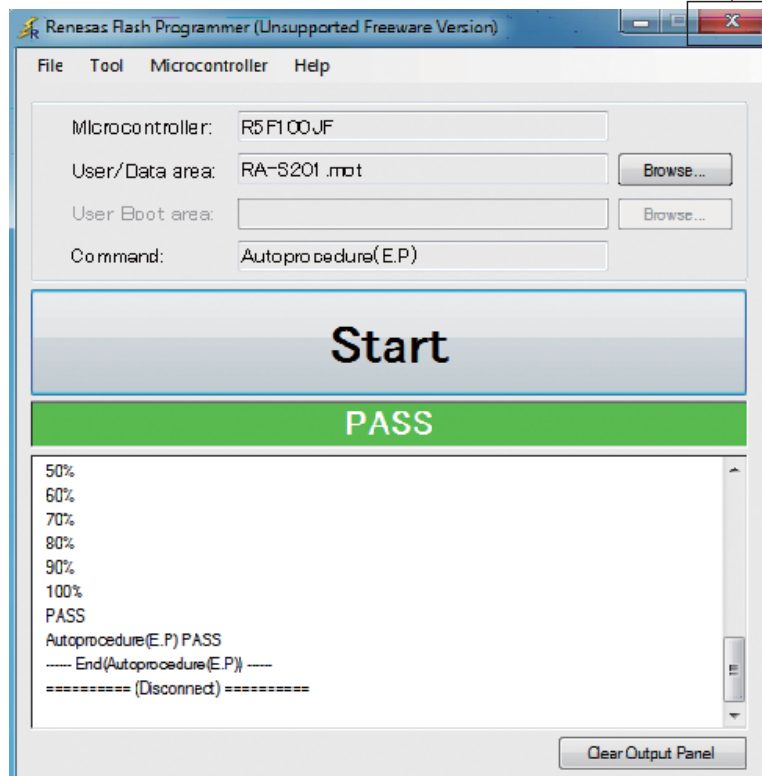 Renesas Flash Programmer (Unsupported Freeware Version)
File Tool Microcontroller Help
Microcontroller: R5F100JF
User/Data area: RA-S201.mot Browse...
User Boot area: Browse...
Command: Autoprocedure(E.P)
Start
PASS
50%
60%
70%
80%
90%
100%
PASS
Autoprocedure(E.P) PASS
------ End(Autoprocedure(E.P)) ------
========== (Disconnect) ==========
Clear Output Panel